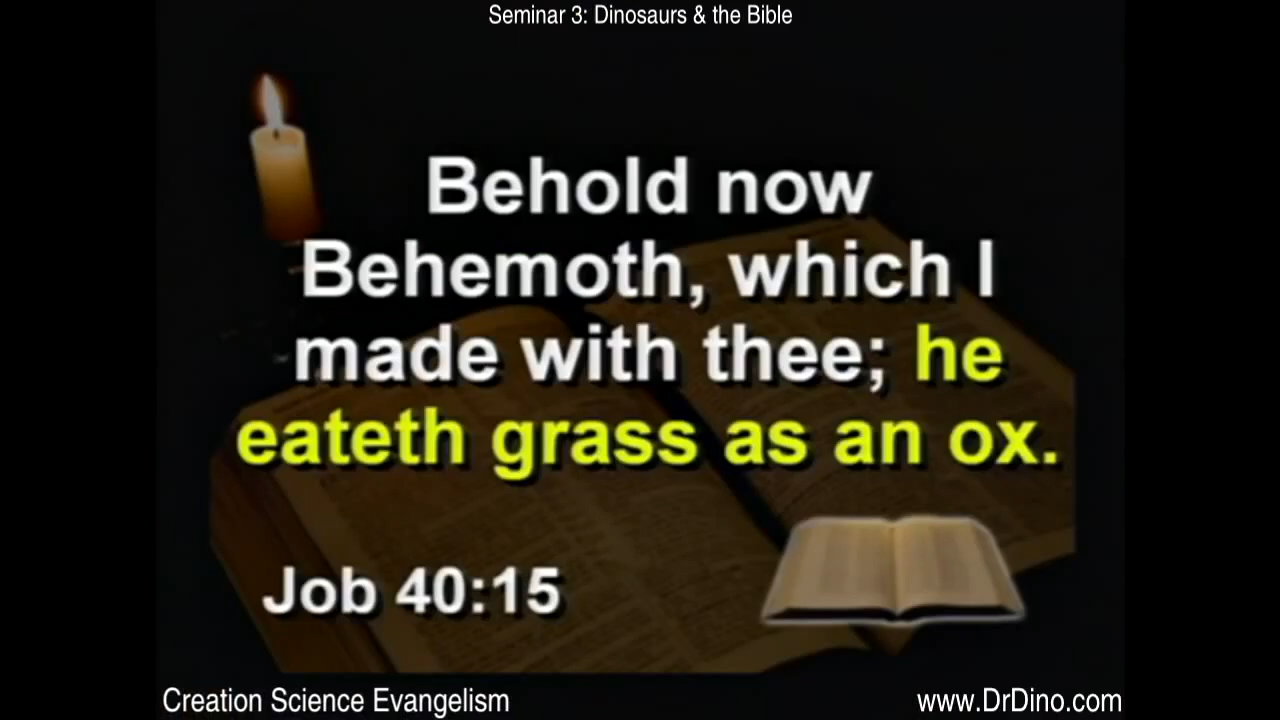 Seminar 3: Dinosaurs & the Bible
Behold now
Behemoth, which I
made with thee; he
eateth grass as an ox.
Job 40:15
Creation Science Evangelism
www.DrDino.com